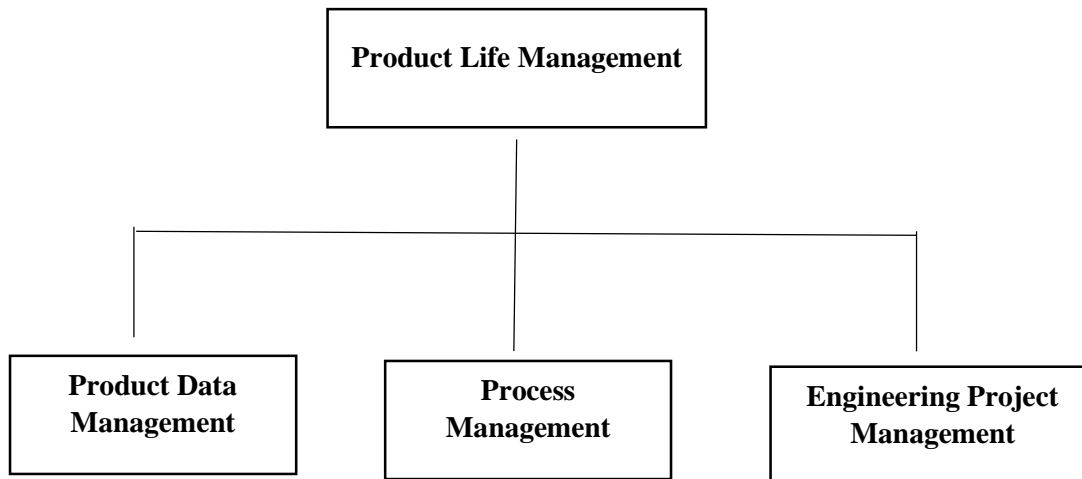 Product Life Management
Product Data
Management
Process
Management
Engineering Project
Management